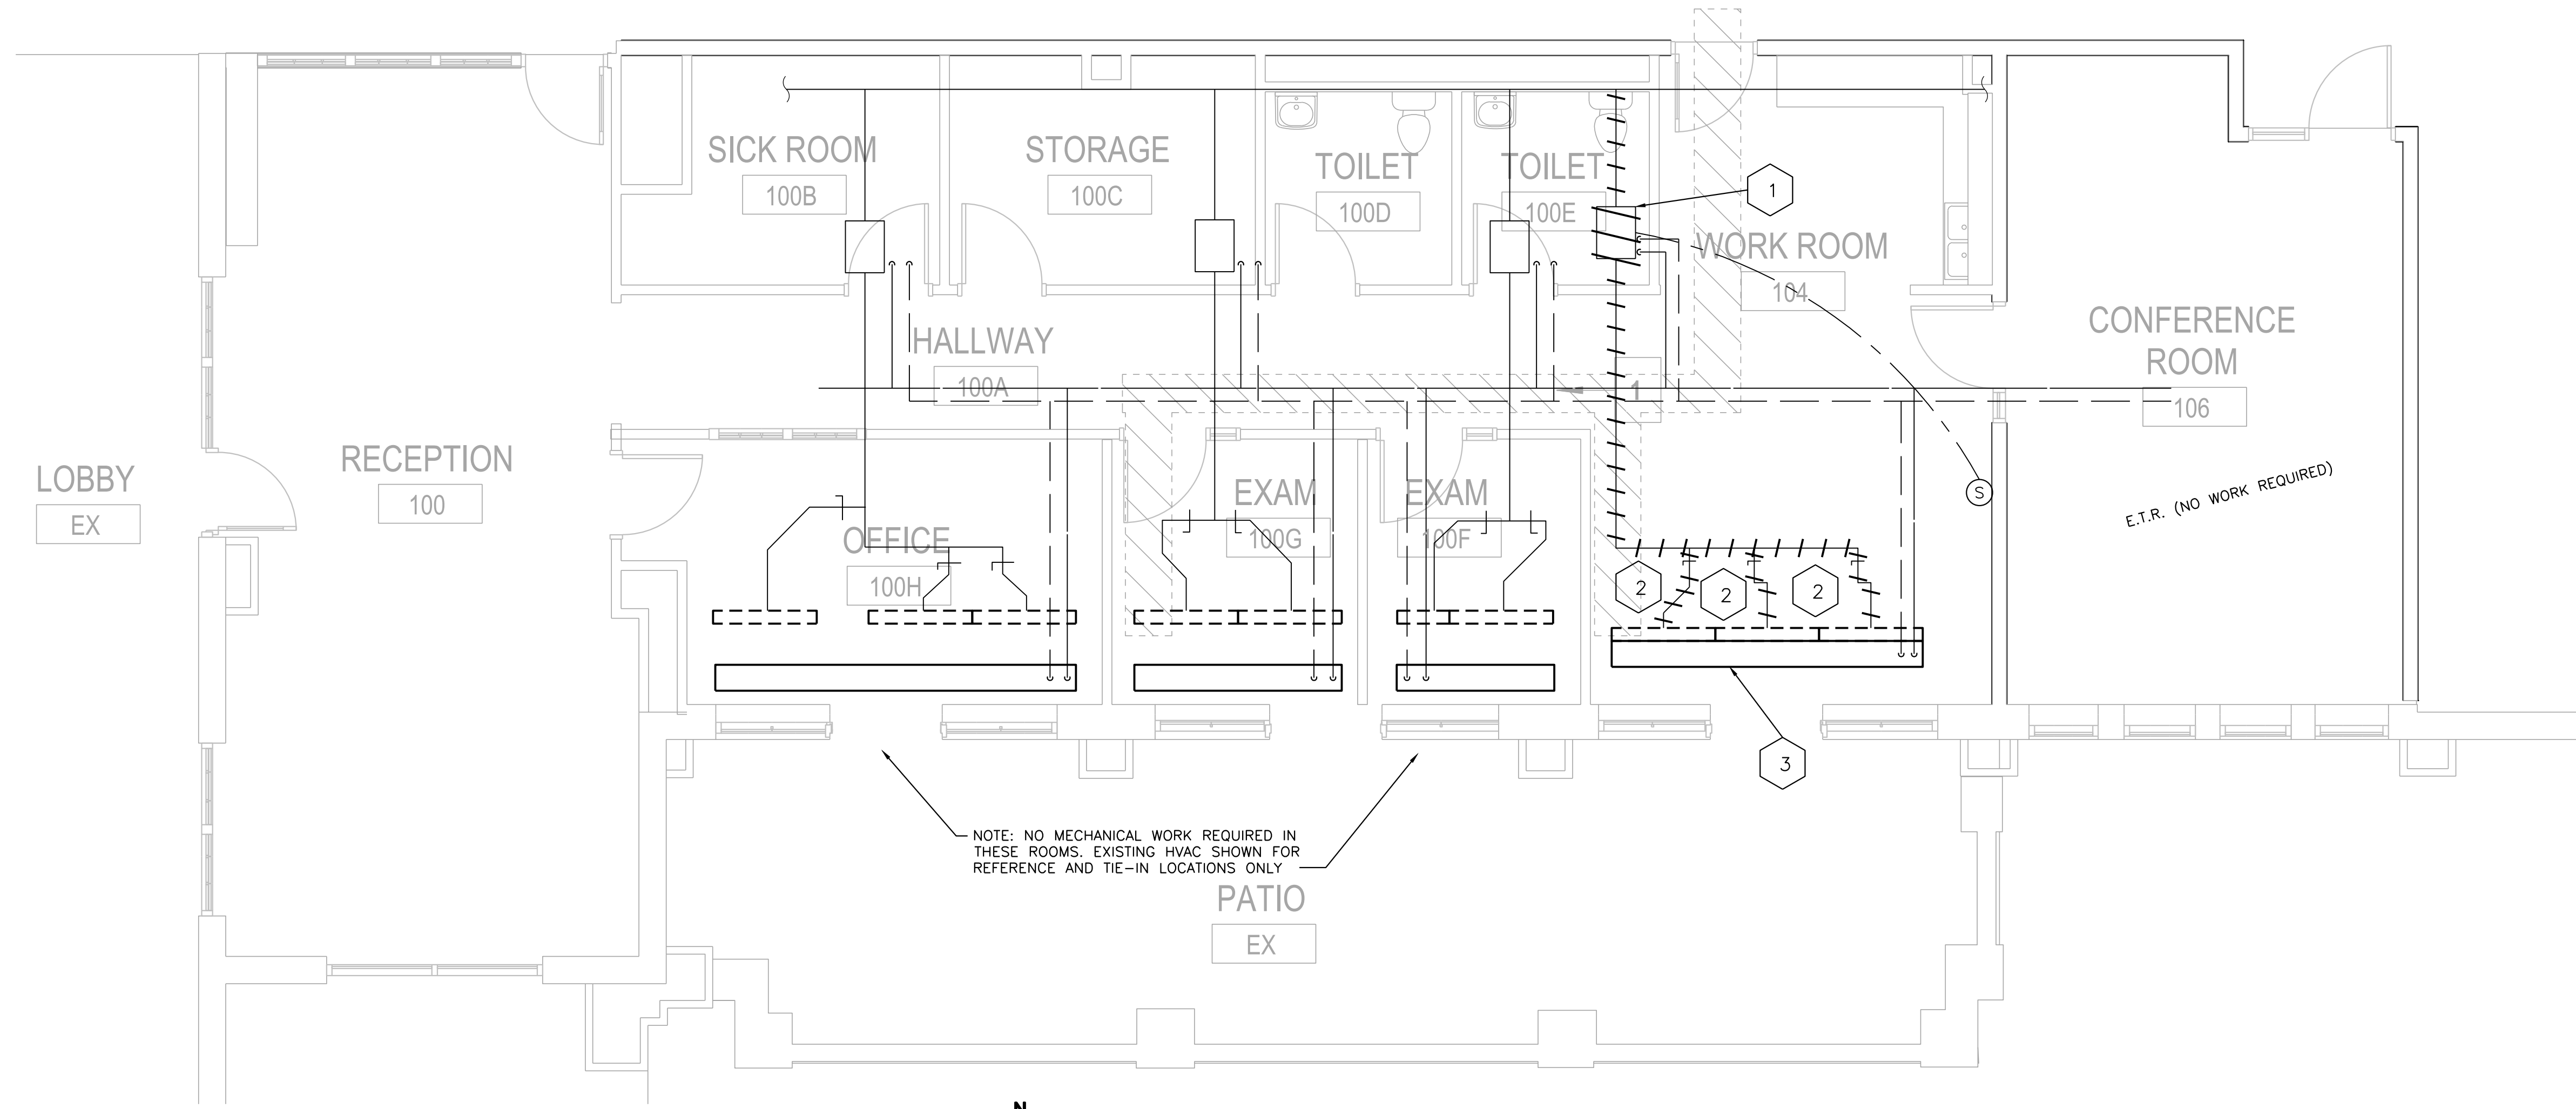 SICK ROOM
100B
STORAGE
100C
TOILET
100D
TOILET
100E
1
WORK ROOM
104
CONFERENCE
ROOM
106
E.T.R. (NO WORK REQUIRED)
HALLWAY
100A
1
LOBBY
EX
RECEPTION
100
OFFICE
100H
EXAM
100G
EXAM
100F
S
2
2
2
3
NOTE: NO MECHANICAL WORK REQUIRED IN
THESE ROOMS. EXISTING HVAC SHOWN FOR
REFERENCE AND TIE-IN LOCATIONS ONLY
PATIO
EX
N